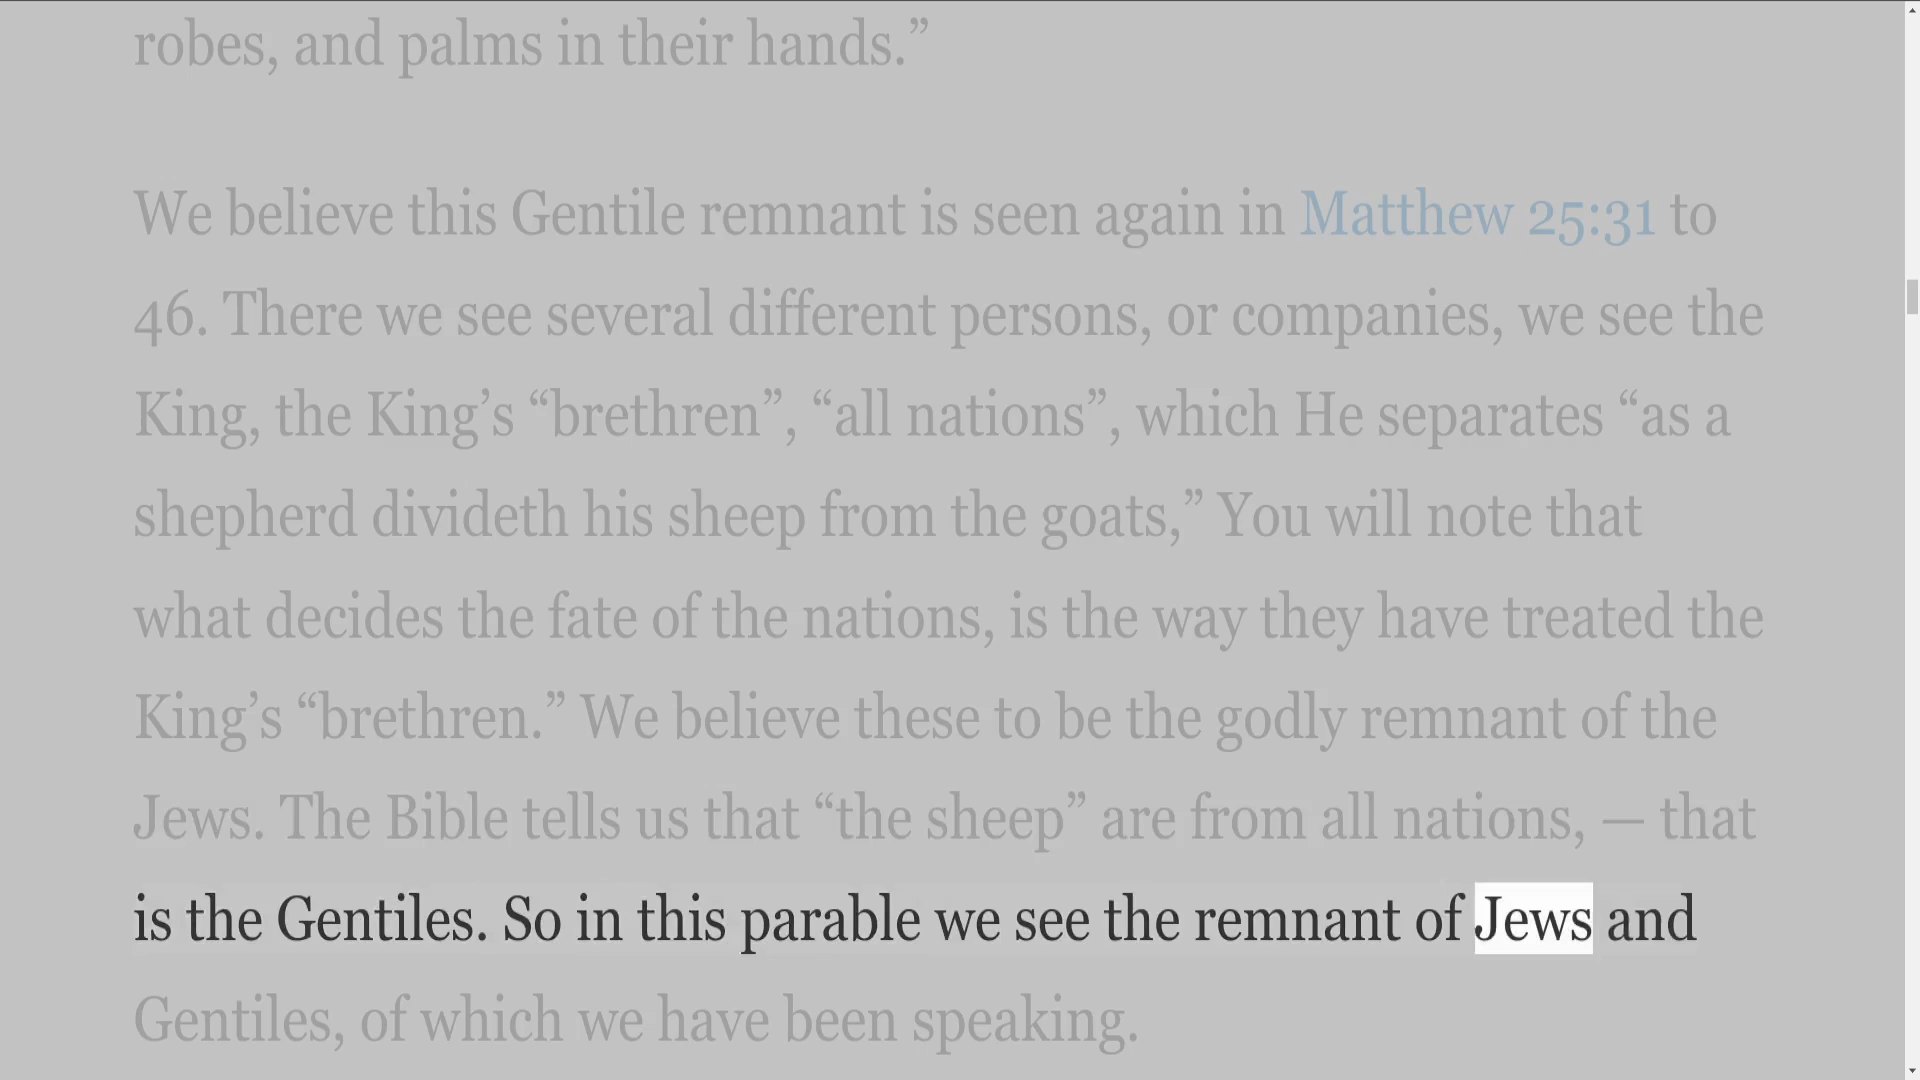 robes, and palms in their hands.”
We believe this Gentile remnant is seen again in Matthew 25:31 to
46. There we see several different persons, or companies, we see the
King, the King’s “brethren”, “all nations”, which He separates “as a
shepherd divideth his sheep from the goats,” You will note that
what decides the fate of the nations, is the way they have treated the
King’s “brethren.” We believe these to be the godly remnant of the
Jews. The Bible tells us that “the sheep” are from all nations, — that
is the Gentiles. So in this parable we see the remnant of Jews and
Gentiles, of which we have been speaking.